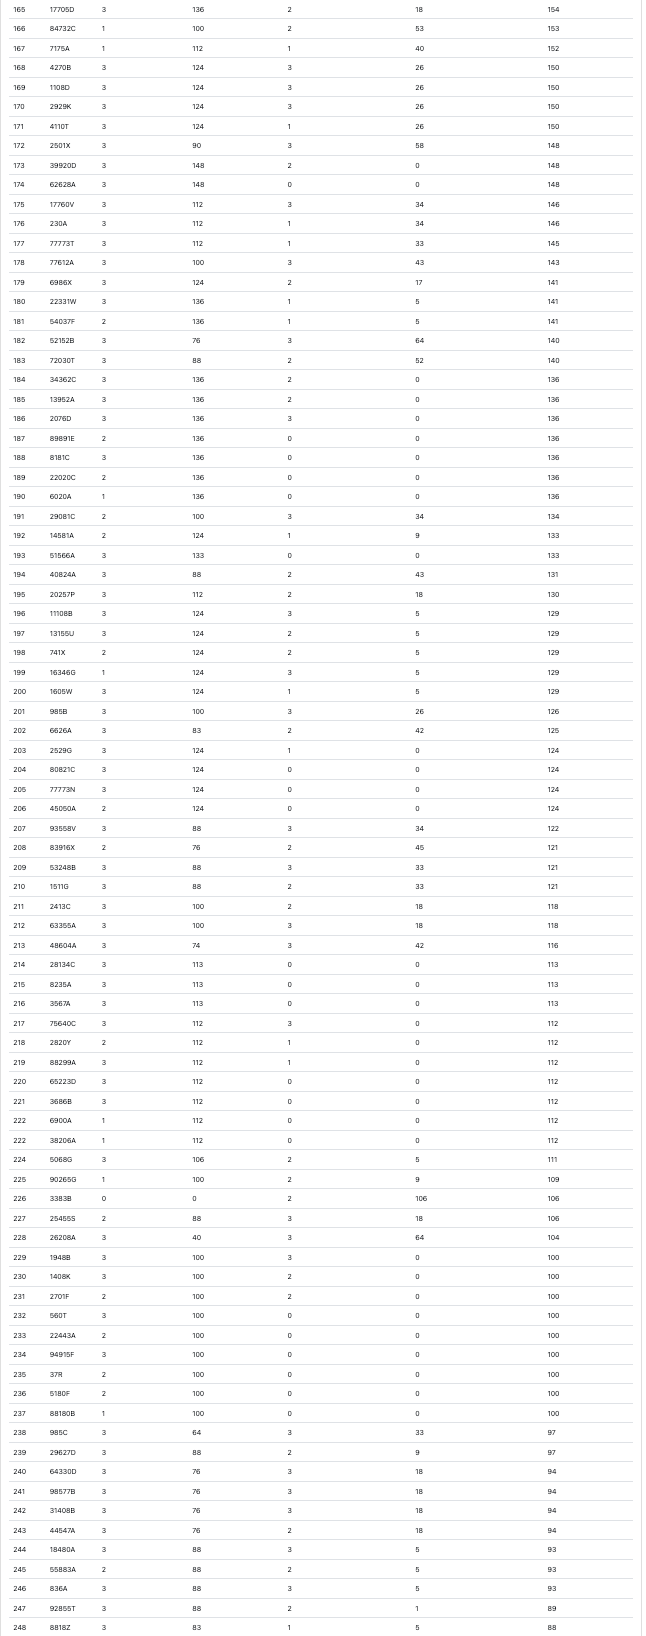 165 17705D 3 136 2 18 154
166 84732C 1 100 2 53 153
167 7175A 1 112 1 40 152
168 4270B 3 124 3 26 150
169 1108D 3 124 3 26 150
170 2929K 3 124 3 26 150
171 4110T 3 124 1 26 150
172 2501X 3 90 3 58 148
173 39920D 3 148 2 0 148
174 62628A 3 148 0 0 148
175 17760V 3 112 3 34 146
176 230A 3 112 1 34 146
177 77773T 3 112 1 33 145
178 77612A 3 100 3 43 143
179 6986X 3 124 2 17 141
180 22331W 3 136 1 5 141
181 54037F 2 136 1 5 141
182 52152B 3 76 3 64 140
183 72030T 3 88 2 52 140
184 34362C 3 136 2 0 136
185 13952A 3 136 2 0 136
186 2076D 3 136 3 0 136
187 89891E 2 136 0 0 136
188 8181C 3 136 0 0 136
189 22020C 2 136 0 0 136
190 6020A 1 136 0 0 136
191 29081C 2 100 3 34 134
192 14581A 2 124 1 9 133
193 51566A 3 133 0 0 133
194 40824A 3 88 2 43 131
195 20257P 3 112 2 18 130
196 11108B 3 124 3 5 129
197 13155U 3 124 2 5 129
198 741X 2 124 2 5 129
199 16346G 1 124 3 5 129
200 1605W 3 124 1 5 129
201 985B 3 100 3 26 126
202 6626A 3 83 2 42 125
203 2529G 3 124 1 0 124
204 80821C 3 124 0 0 124
205 77773N 3 124 0 0 124
206 45050A 2 124 0 0 124
207 93558V 3 88 3 34 122
208 83916X 2 76 2 45 121
209 53248B 3 88 3 33 121
210 1511G 3 88 2 33 121
211 2413C 3 100 2 18 118
212 63355A 3 100 3 18 118
213 48604A 3 74 3 42 116
214 28134C 3 113 0 0 113
215 8235A 3 113 0 0 113
216 3567A 3 113 0 0 113
217 75640C 3 112 3 0 112
218 2820Y 2 112 1 0 112
219 88299A 3 112 1 0 112
220 65223D 3 112 0 0 112
221 3686B 3 112 0 0 112
222 6900A 1 112 0 0 112
222 38206A 1 112 0 0 112
224 5068G 3 106 2 5 111
225 90265G 1 100 2 9 109
226 3383B 0 0 2 106 106
227 25455S 2 88 3 18 106
228 26208A 3 40 3 64 104
229 1948B 3 100 3 0 100
230 1408K 3 100 2 0 100
231 2701F 2 100 2 0 100
232 560T 3 100 0 0 100
233 22443A 2 100 0 0 100
234 94915F 3 100 0 0 100
235 37R 2 100 0 0 100
236 5180F 2 100 0 0 100
237 88180B 1 100 0 0 100
238 985C 3 64 3 33 97
239 29627D 3 88 2 9 97
240 64330D 3 76 3 18 94
241 98577B 3 76 3 18 94
242 31408B 3 76 3 18 94
243 44547A 3 76 2 18 94
244 18480A 3 88 3 5 93
245 55883A 2 88 2 5 93
246 836A 3 88 3 5 93
247 92855T 3 88 2 1 89
248 8818Z 3 83 1 5 88